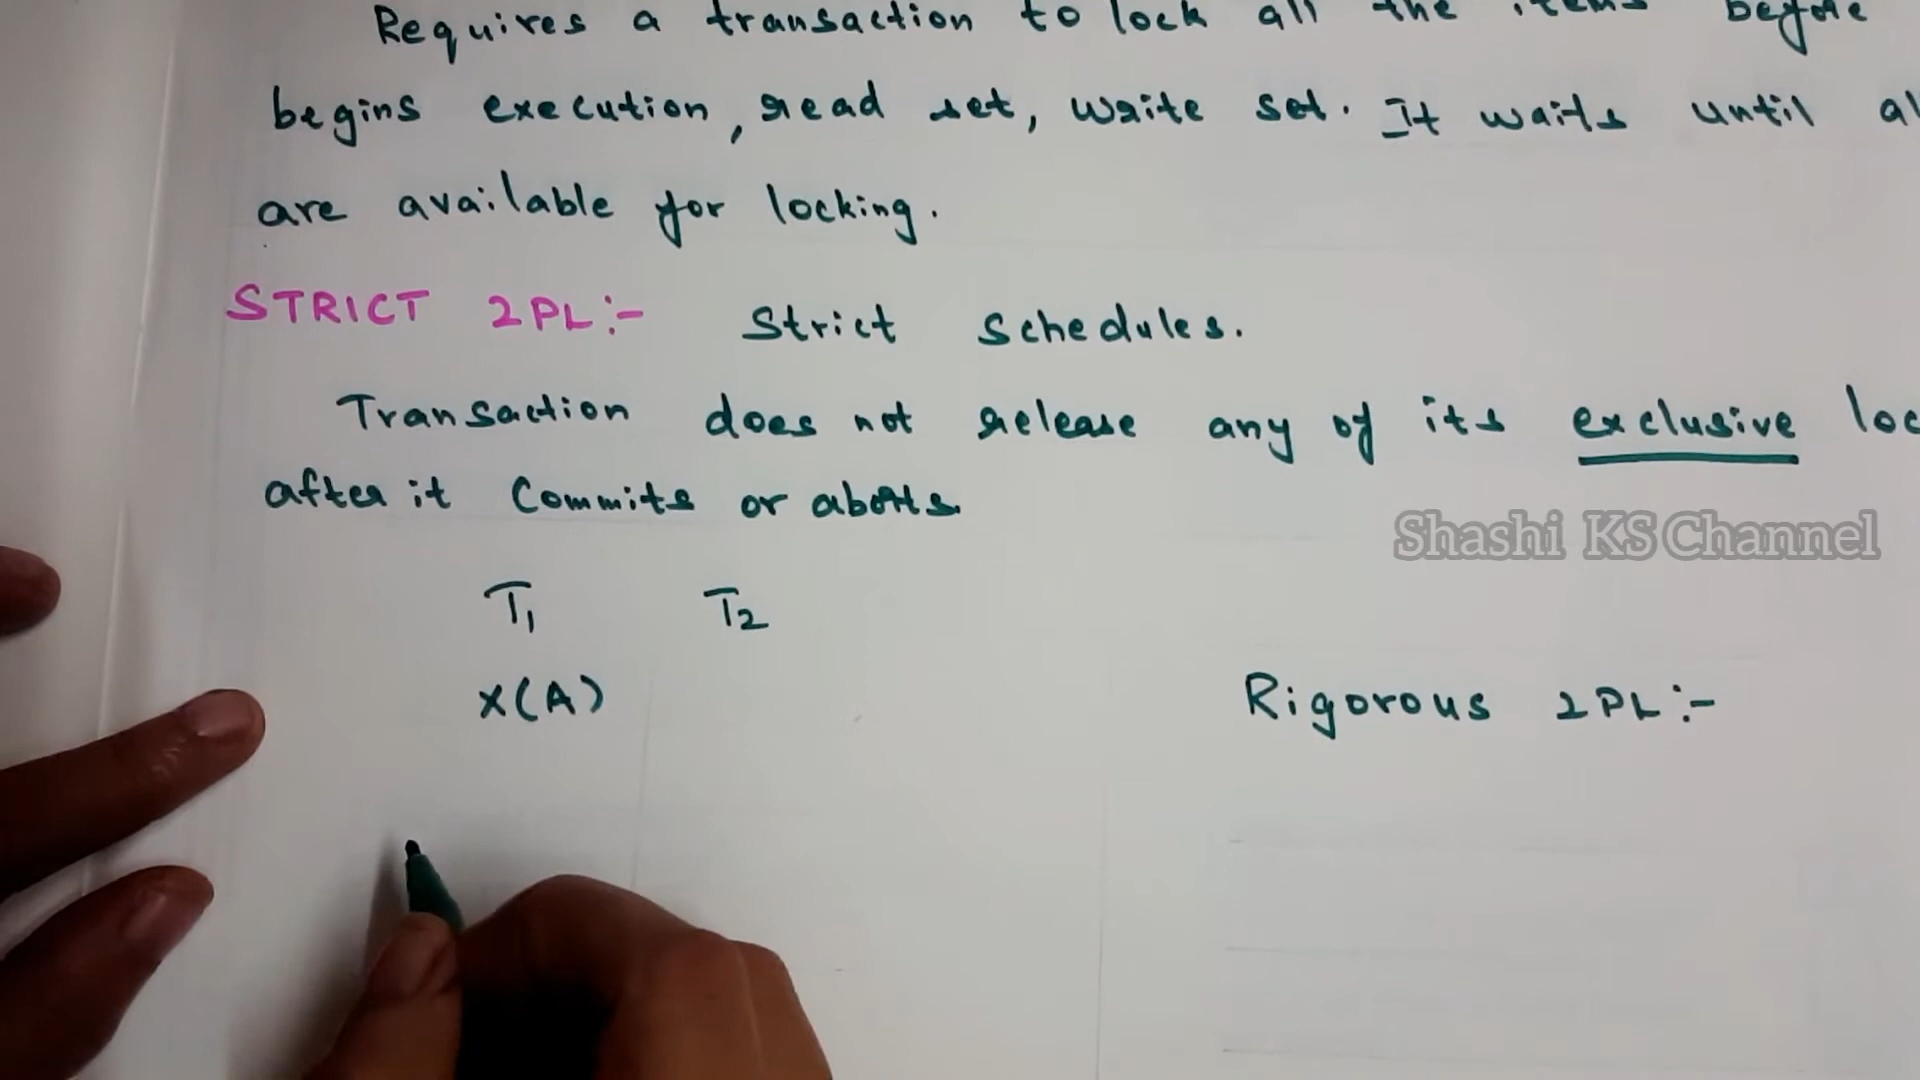 Requires a transaction to lock all the items before
begins execution, read set, write set. It waits until al
are available for locking.
STRICT 2PL:- Strict Schedules.
Transaction does not release any of its exclusive loc
after it Commits or aborts.
Shashi KS Channel
T1 T2
X(A)
Rigorous 2PL:-